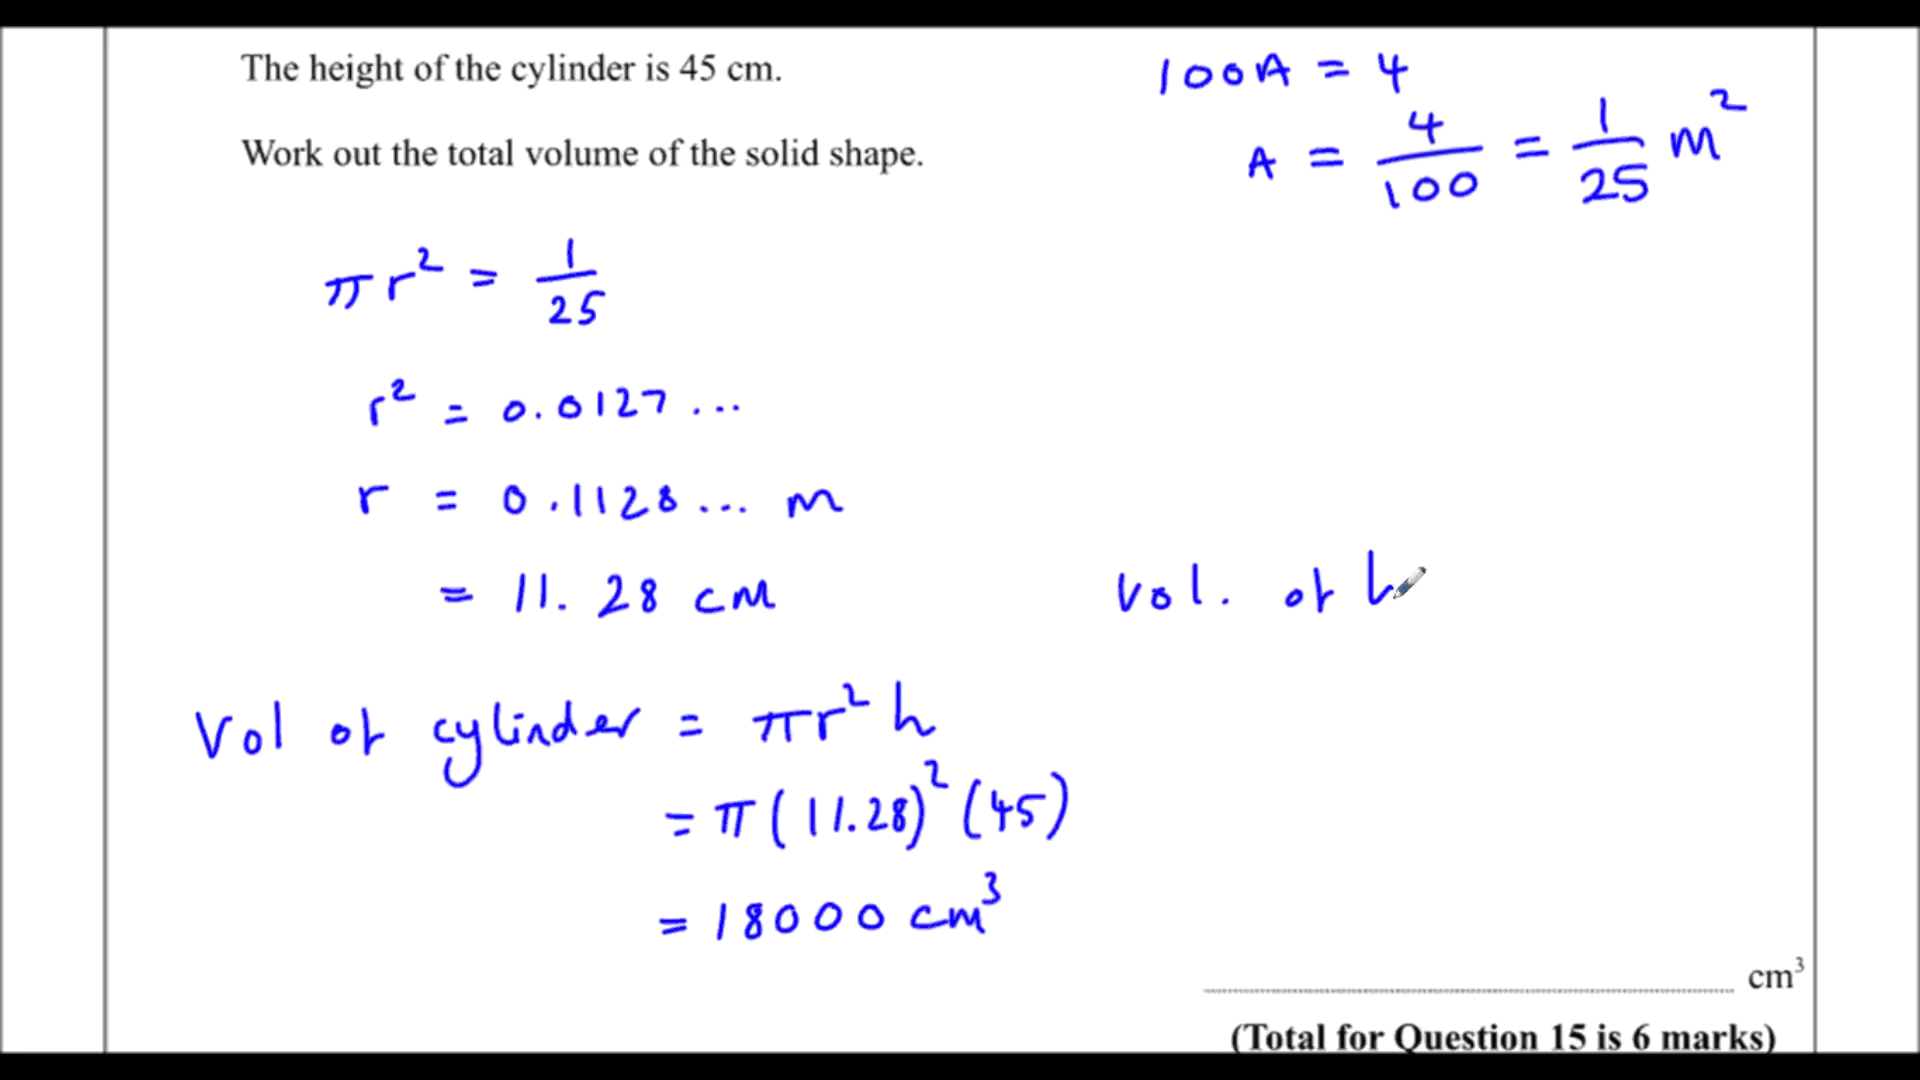 The height of the cylinder is 45 cm.
Work out the total volume of the solid shape.
100A = 4
A = 4/100 = 1/25 m²
πr² = 1/25
r² = 0.0127...
r = 0.1128... m
= 11.28 cm
Vol of cylinder = πr²h
= π(11.28)²(45)
= 18000 cm³
Vol. of h
cm³
(Total for Question 15 is 6 marks)